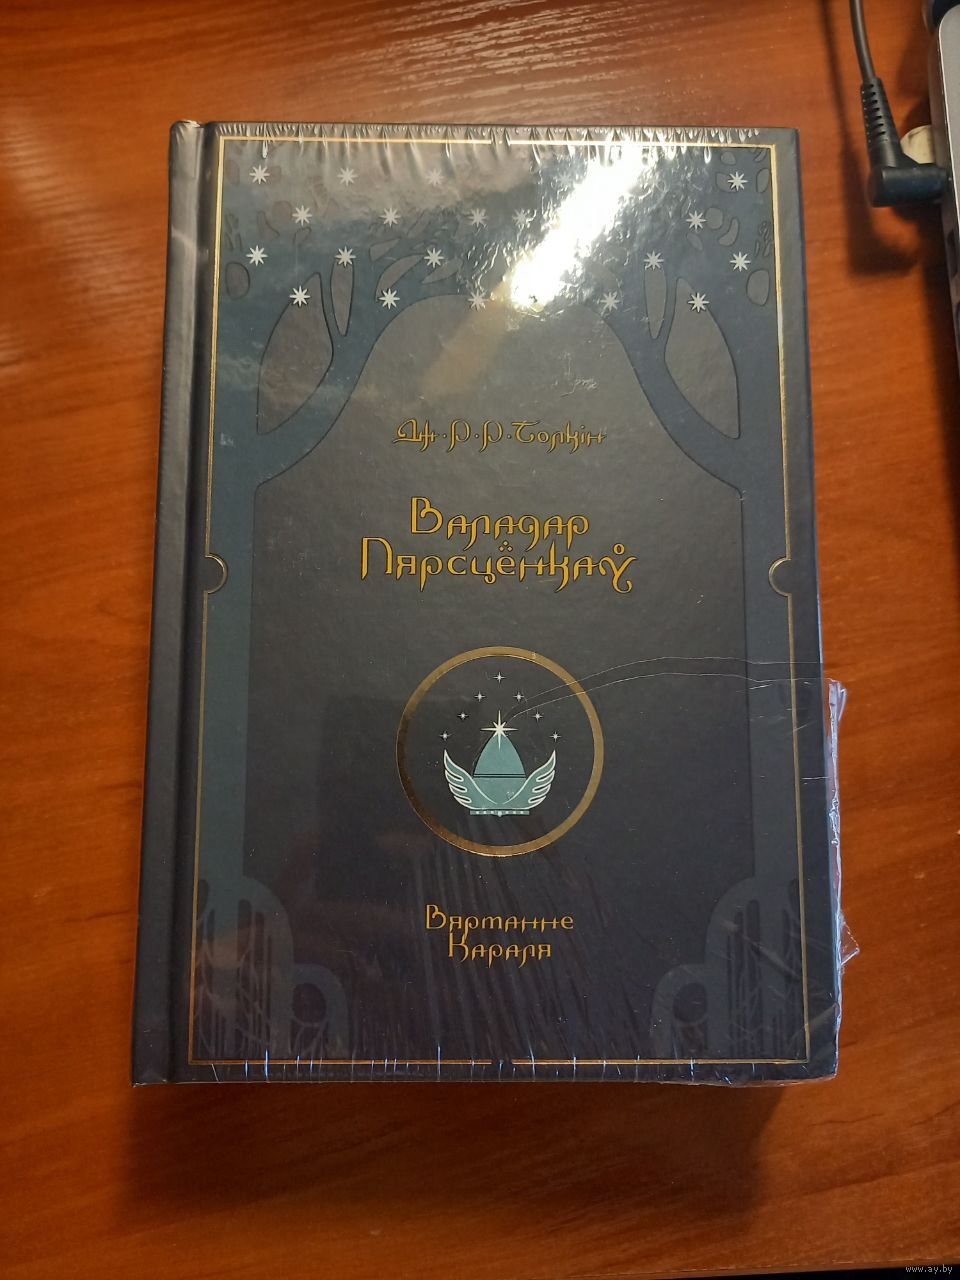 Дж·Р·Р·Толкін
Валадар
Пярсцёнкаў
Вяртанне
Караля
www.ay.by